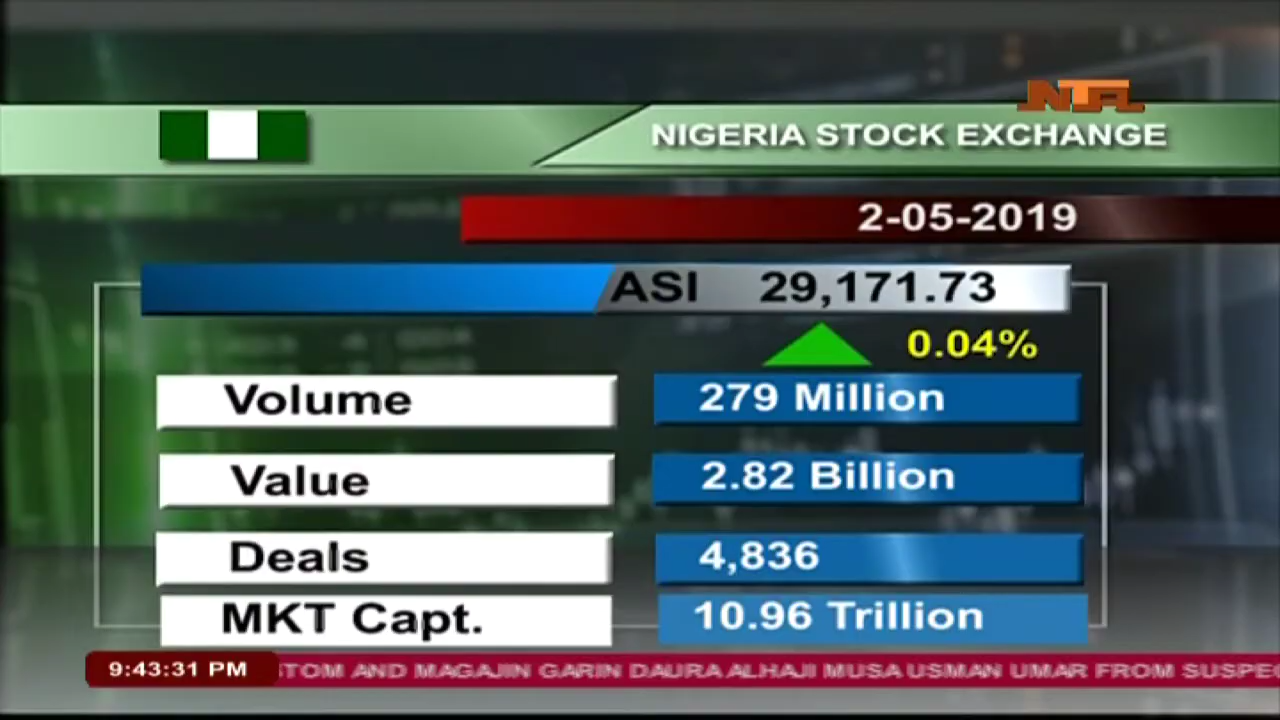 NTA
NIGERIA STOCK EXCHANGE
2-05-2019
ASI 29,171.73
0.04%
Volume 279 Million
Value 2.82 Billion
Deals 4,836
MKT Capt. 10.96 Trillion
9:43:31 PM TOM AND MAGAJIN GARIN DAURA ALHAJI MUSA USMAN UMAR FROM SUSPEC